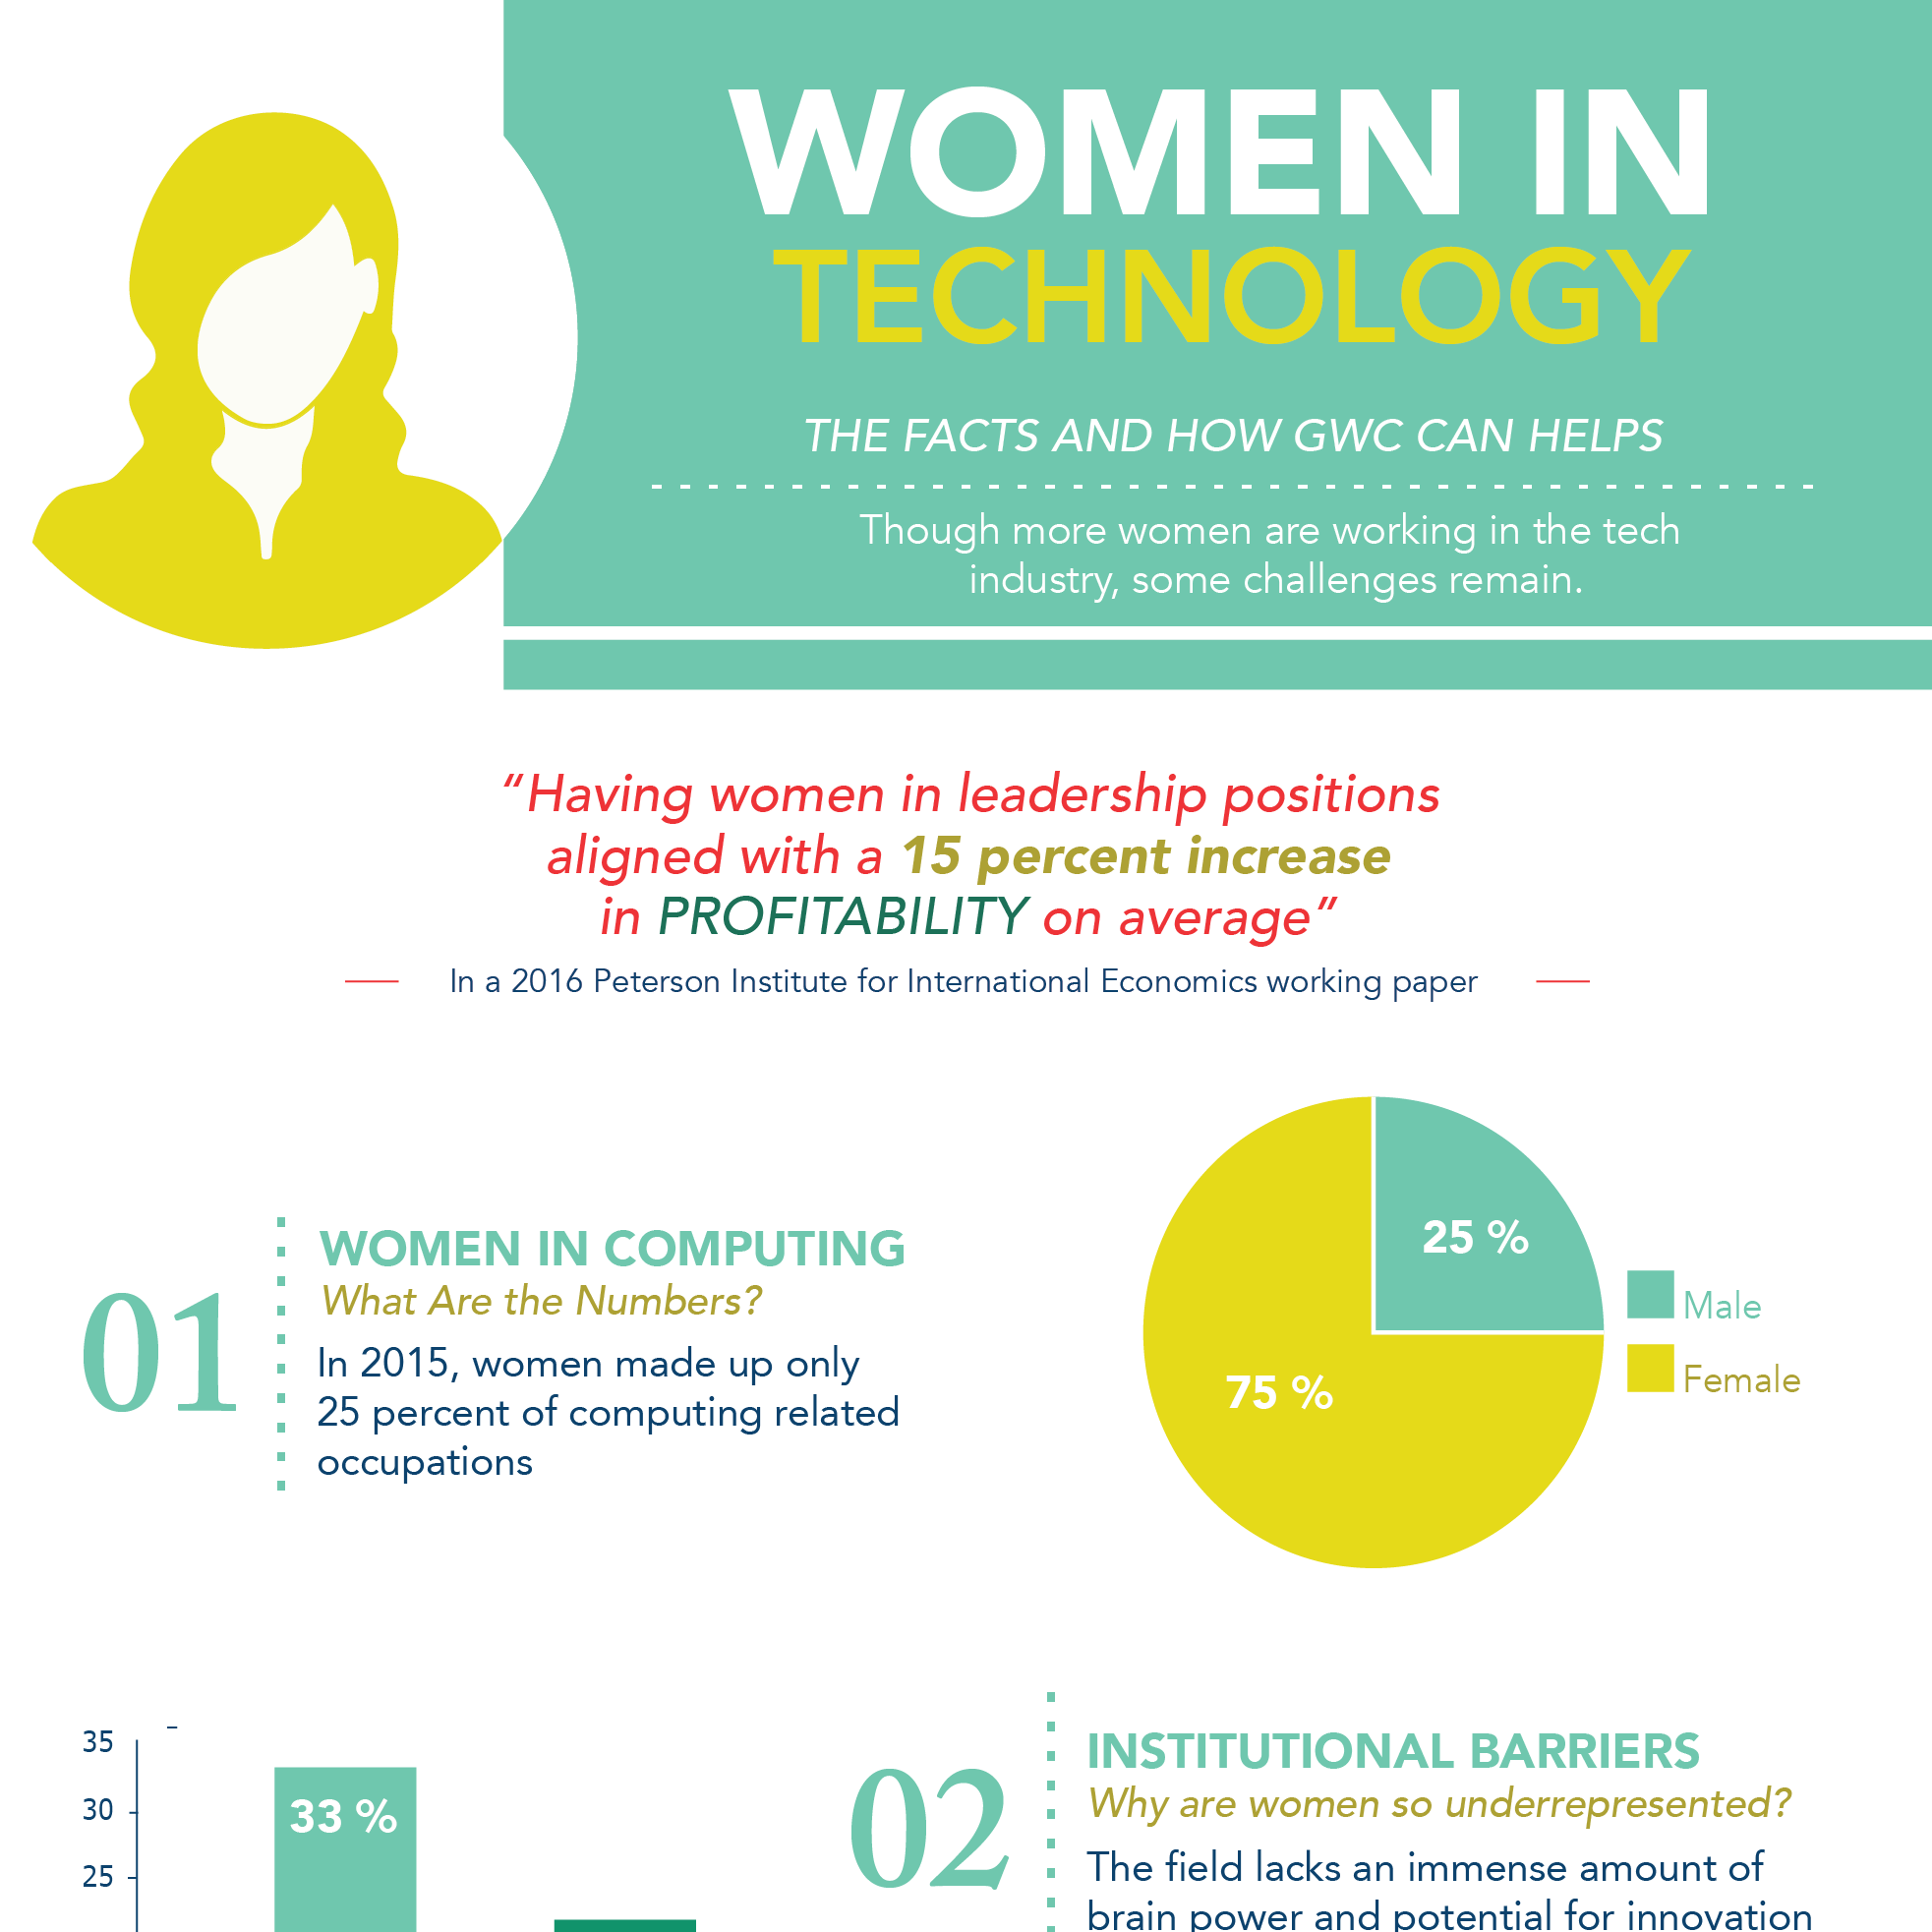 WOMEN IN
TECHNOLOGY
THE FACTS AND HOW GWC CAN HELPS
Though more women are working in the tech
industry, some challenges remain.
“Having women in leadership positions
aligned with a 15 percent increase
in PROFITABILITY on average”
In a 2016 Peterson Institute for International Economics working paper
01
WOMEN IN COMPUTING
What Are the Numbers?
In 2015, women made up only
25 percent of computing related
occupations
25 %
75 %
Male
Female
35
30
25
33 %
02
INSTITUTIONAL BARRIERS
Why are women so underrepresented?
The field lacks an immense amount of
brain power and potential for innovation